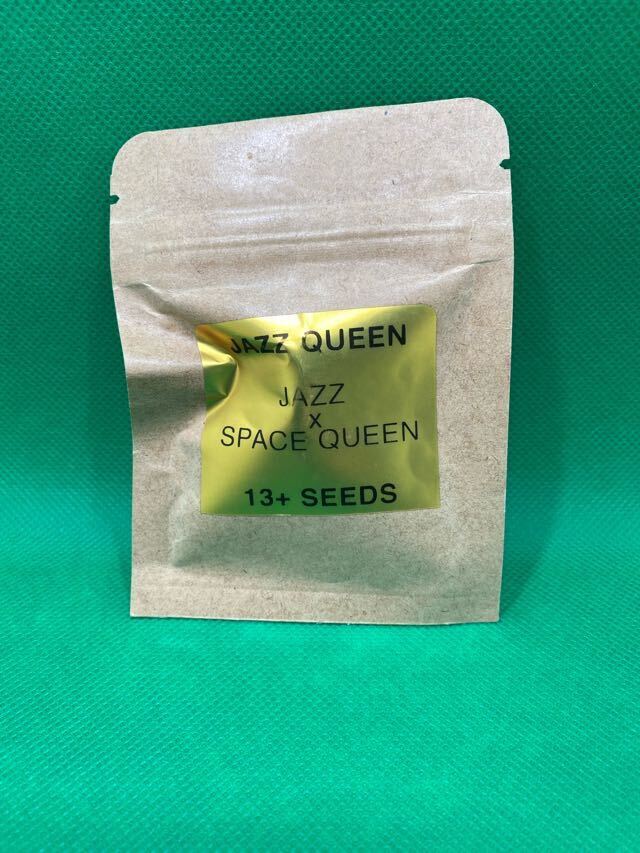 JAZZ QUEEN
JAZZ
x
SPACE QUEEN
13+ SEEDS